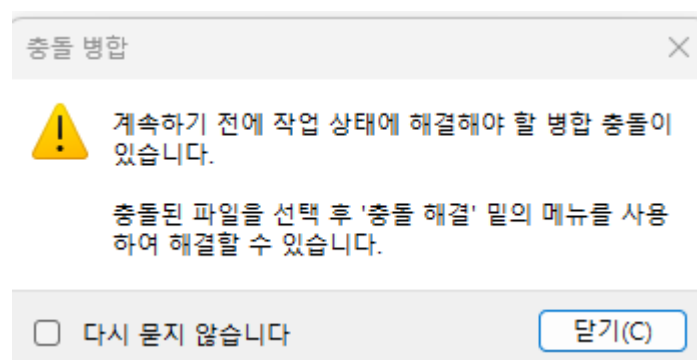 충돌 병합
계속하기 전에 작업 상태에 해결해야 할 병합 충돌이
있습니다.
충돌된 파일을 선택 후 '충돌 해결' 밑의 메뉴를 사용
하여 해결할 수 있습니다.
다시 묻지 않습니다
닫기(C)